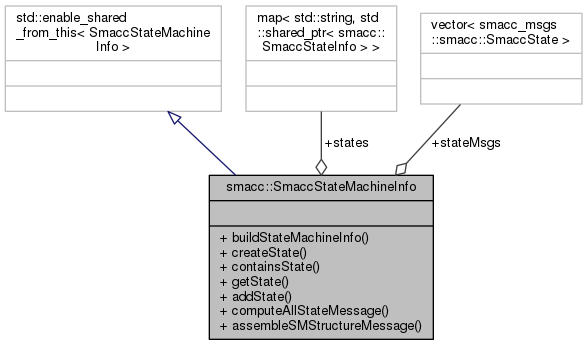 std::enable_shared
_from_this< SmaccStateMachine
Info >
map< std::string, std
::shared_ptr< smacc::
SmaccStateInfo > >
vector< smacc_msgs
::smacc::SmaccState >
+states
+stateMsgs
smacc::SmaccStateMachineInfo
+ buildStateMachineInfo()
+ createState()
+ containsState()
+ getState()
+ addState()
+ computeAllStateMessage()
+ assembleSMStructureMessage()